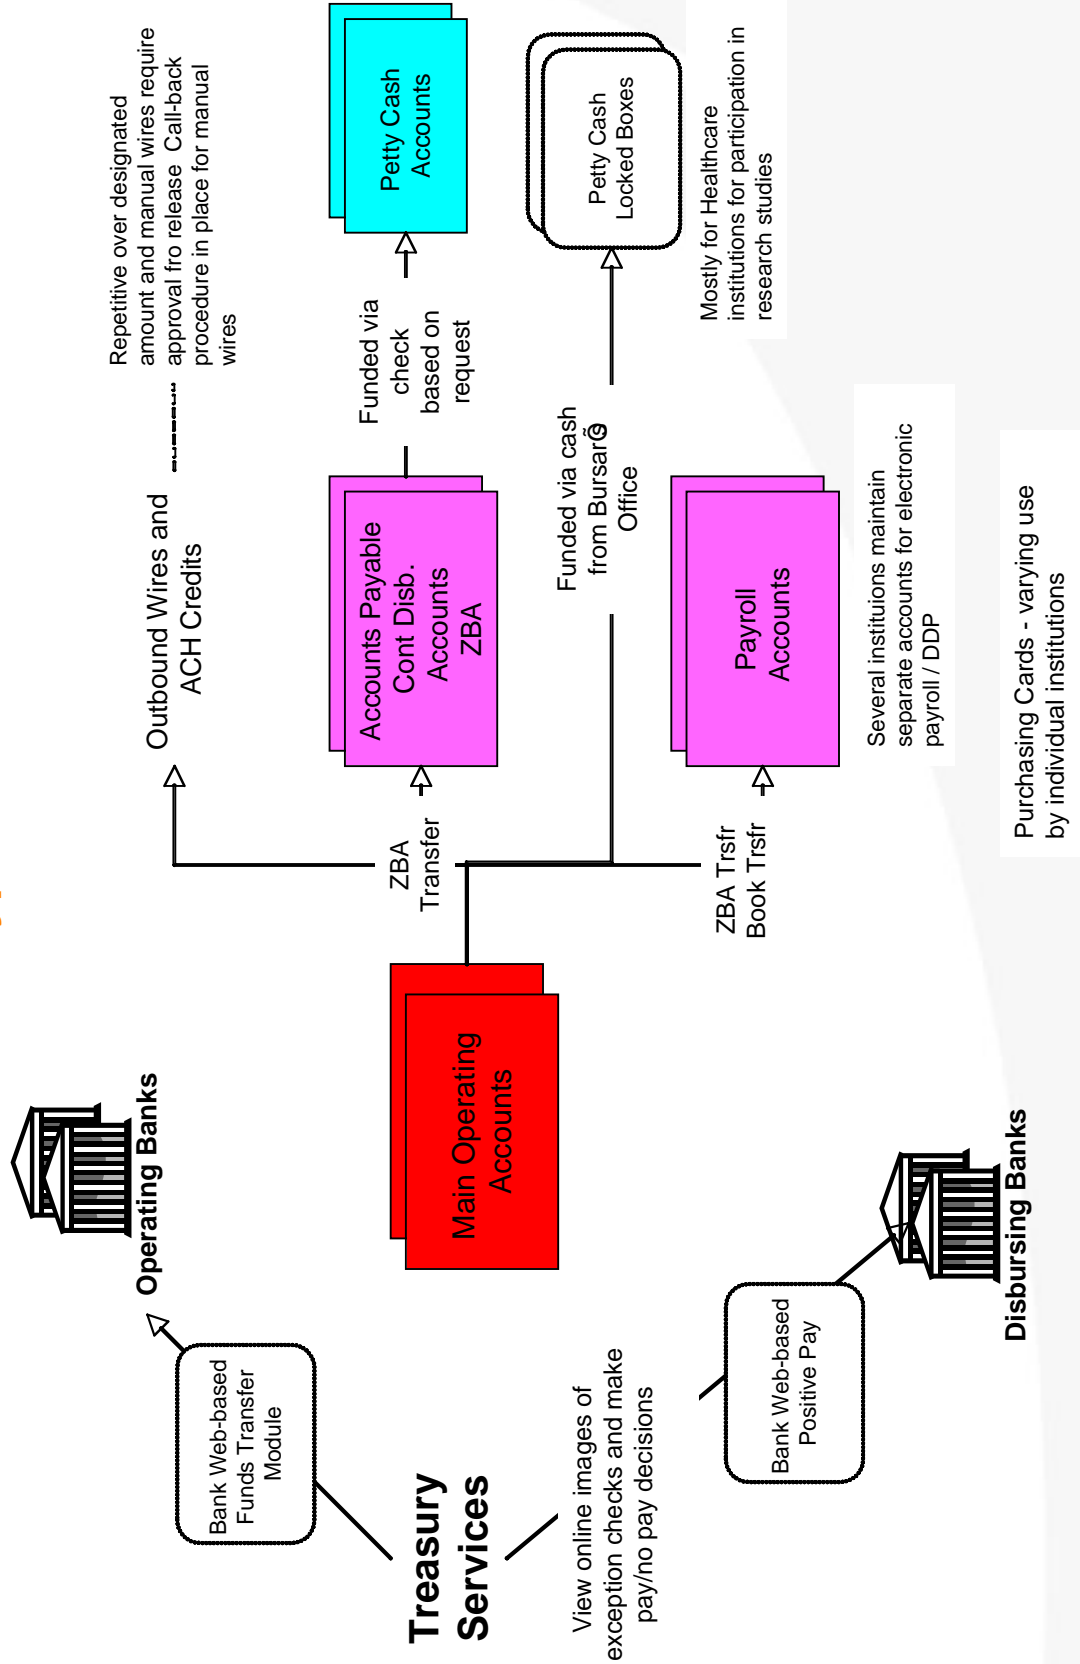 Operating Banks
Bank Web-based
Funds Transfer
Module
Treasury
Services
View online images of
exception checks and make
pay/no pay decisions
Bank Web-based
Positive Pay
Disbursing Banks
Main Operating
Accounts
Outbound Wires and
ACH Credits
Repetitive over designated
amount and manual wires require
approval fro release  Call-back
procedure in place for manual
wires
ZBA
Transfer
Accounts Payable
Cont Disb.
Accounts
ZBA
Funded via
check
based on
request
Petty Cash
Accounts
Funded via cash
from BursarÕs
Office
Petty Cash
Locked Boxes
Mostly for Healthcare
institutions for participation in
research studies
ZBA Trsfr
Book Trsfr
Payroll
Accounts
Several instituions maintain
separate accounts for electronic
payroll / DDP
Purchasing Cards - varying use
by individual institutions